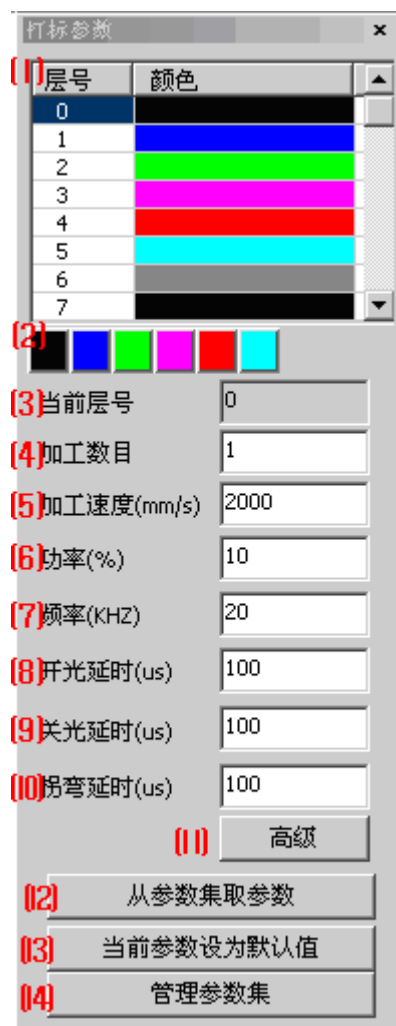 打标参数 ×
(1) 层号 颜色
0
1
2
3
4
5
6
7
(2)
(3) 当前层号 0
(4) 加工数目 1
(5) 加工速度(mm/s) 2000
(6) 功率(%) 10
(7) 频率(KHZ) 20
(8) 开光延时(us) 100
(9) 关光延时(us) 100
(10) 拐弯延时(us) 100
(11) 高级
(12) 从参数集取参数
(13) 当前参数设为默认值
(14) 管理参数集